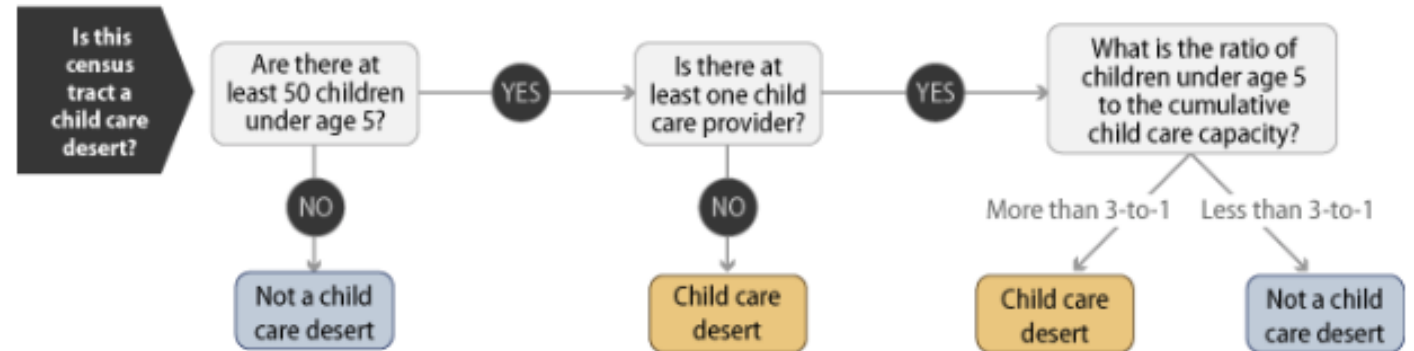 Is this
census
tract a
child care
desert?
Are there at
least 50 children
under age 5?
YES
Is there at
least one child
care provider?
YES
What is the ratio of
children under age 5
to the cumulative
child care capacity?
NO
NO
More than 3-to-1
Less than 3-to-1
Not a child
care desert
Child care
desert
Child care
desert
Not a child
care desert